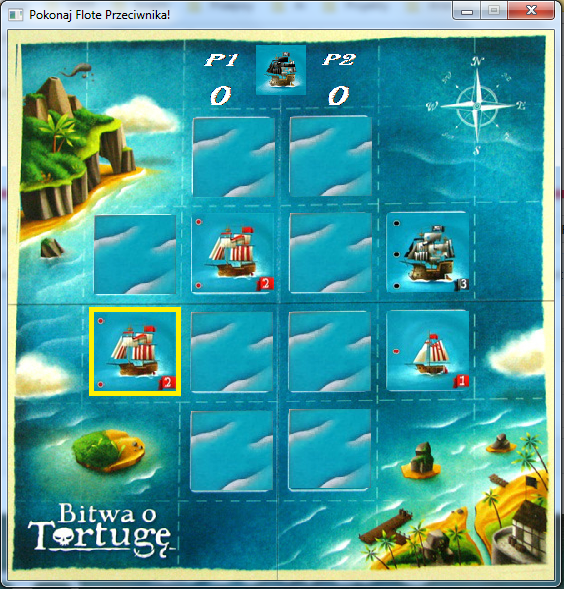 Pokonaj Flote Przeciwnika!
P1 P2
0 0
N
W E
S
2
3
2
1
Bitwa o
Tortugę